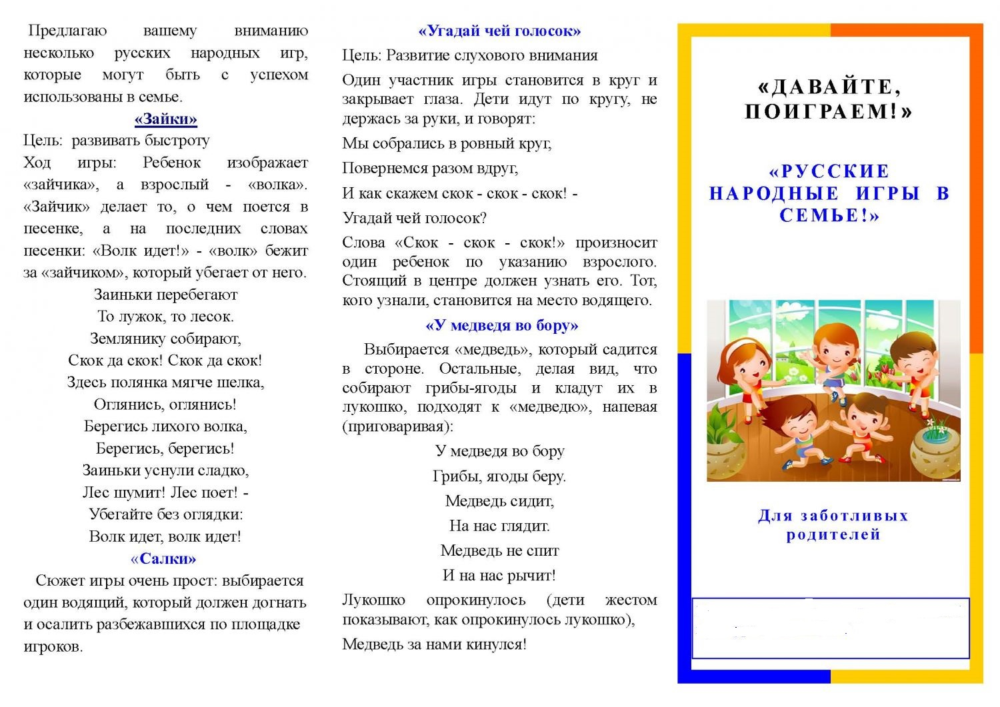 Предлагаю вашему вниманию
несколько русских народных игр,
которые могут быть с успехом
использованы в семье.
«Зайки»
Цель: развивать быстроту
Ход игры: Ребенок изображает
«зайчика», а взрослый - «волка».
«Зайчик» делает то, о чем поется в
песенке, а на последних словах
песенки: «Волк идет!» - «волк» бежит
за «зайчиком», который убегает от него.
Заиньки перебегают
То лужок, то лесок.
Землянику собирают,
Скок да скок! Скок да скок!
Здесь полянка мягче шелка,
Оглянись, оглянись!
Берегись лихого волка,
Берегись, берегись!
Заиньки уснули сладко,
Лес шумит! Лес поет! -
Убегайте без оглядки:
Волк идет, волк идет!
«Салки»
Сюжет игры очень прост: выбирается
один водящий, который должен догнать
и осалить разбежавшихся по площадке
игроков.
«Угадай чей голосок»
Цель: Развитие слухового внимания
Один участник игры становится в круг и
закрывает глаза. Дети идут по кругу, не
держась за руки, и говорят:
Мы собрались в ровный круг,
Повернемся разом вдруг,
И как скажем скок - скок - скок! -
Угадай чей голосок?
Слова «Скок - скок - скок!» произносит
один ребенок по указанию взрослого.
Стоящий в центре должен узнать его. Тот,
кого узнали, становится на место водящего.
«У медведя во бору»
Выбирается «медведь», который садится
в стороне. Остальные, делая вид, что
собирают грибы-ягоды и кладут их в
лукошко, подходят к «медведю», напевая
(приговаривая):
У медведя во бору
Грибы, ягоды беру.
Медведь сидит,
На нас глядит.
Медведь не спит
И на нас рычит!
Лукошко опрокинулось (дети жестом
показывают, как опрокинулось лукошко),
Медведь за нами кинулся!
«ДАВАЙТЕ,
ПОИГРАЕМ!»
«РУССКИЕ
НАРОДНЫЕ ИГРЫ В
СЕМЬЕ!»
Для заботливых
родителей